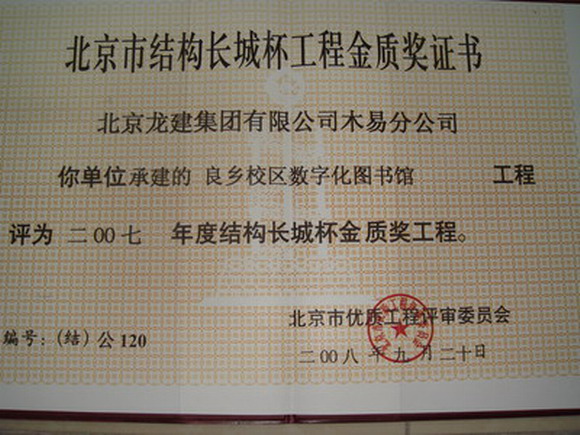 北京市结构长城杯工程金质奖证书
北京龙建集团有限公司木易分公司
你单位承建的 良乡校区数字化图书馆 工程
评为 二00七 年度结构长城杯金质奖工程。
北京市优质工程评审委员会
编号：(结)公120
二00八 年 九 月 二十日